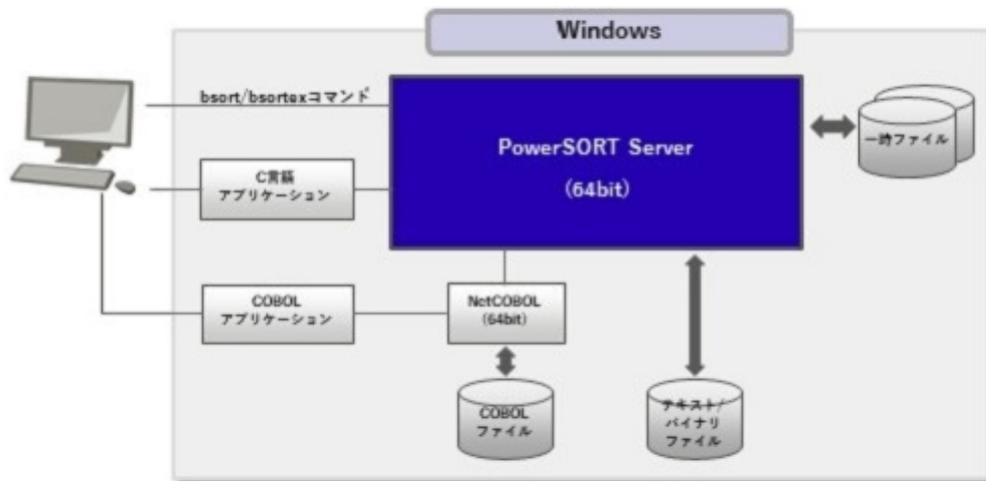 Windows
bsort/bsortexコマンド
PowerSORT Server
(64bit)
一時ファイル
C言語
アプリケーション
COBOL
アプリケーション
NetCOBOL
(64bit)
COBOL
ファイル
テキスト/
バイナリ
ファイル